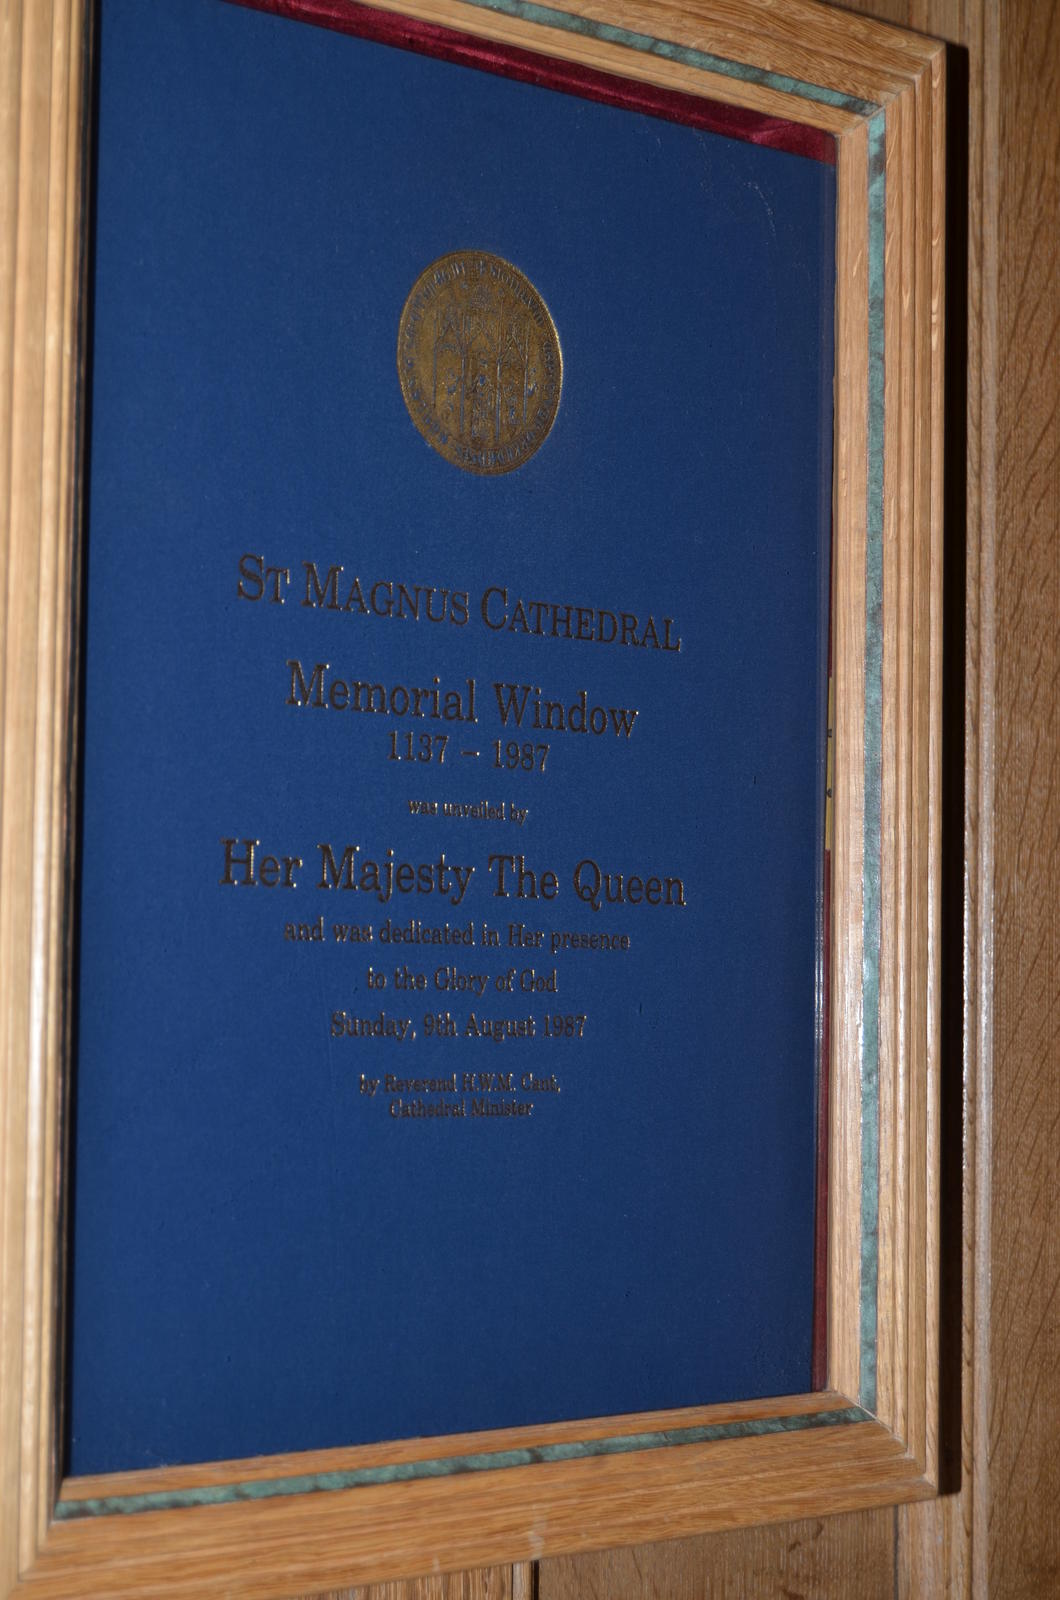 St Magnus Cathedral
Memorial Window
1137 – 1987
was unveiled by
Her Majesty The Queen
and was dedicated in Her presence
to the Glory of God
Sunday, 9th August 1987
by Reverend H.W.M. Cant,
Cathedral Minister